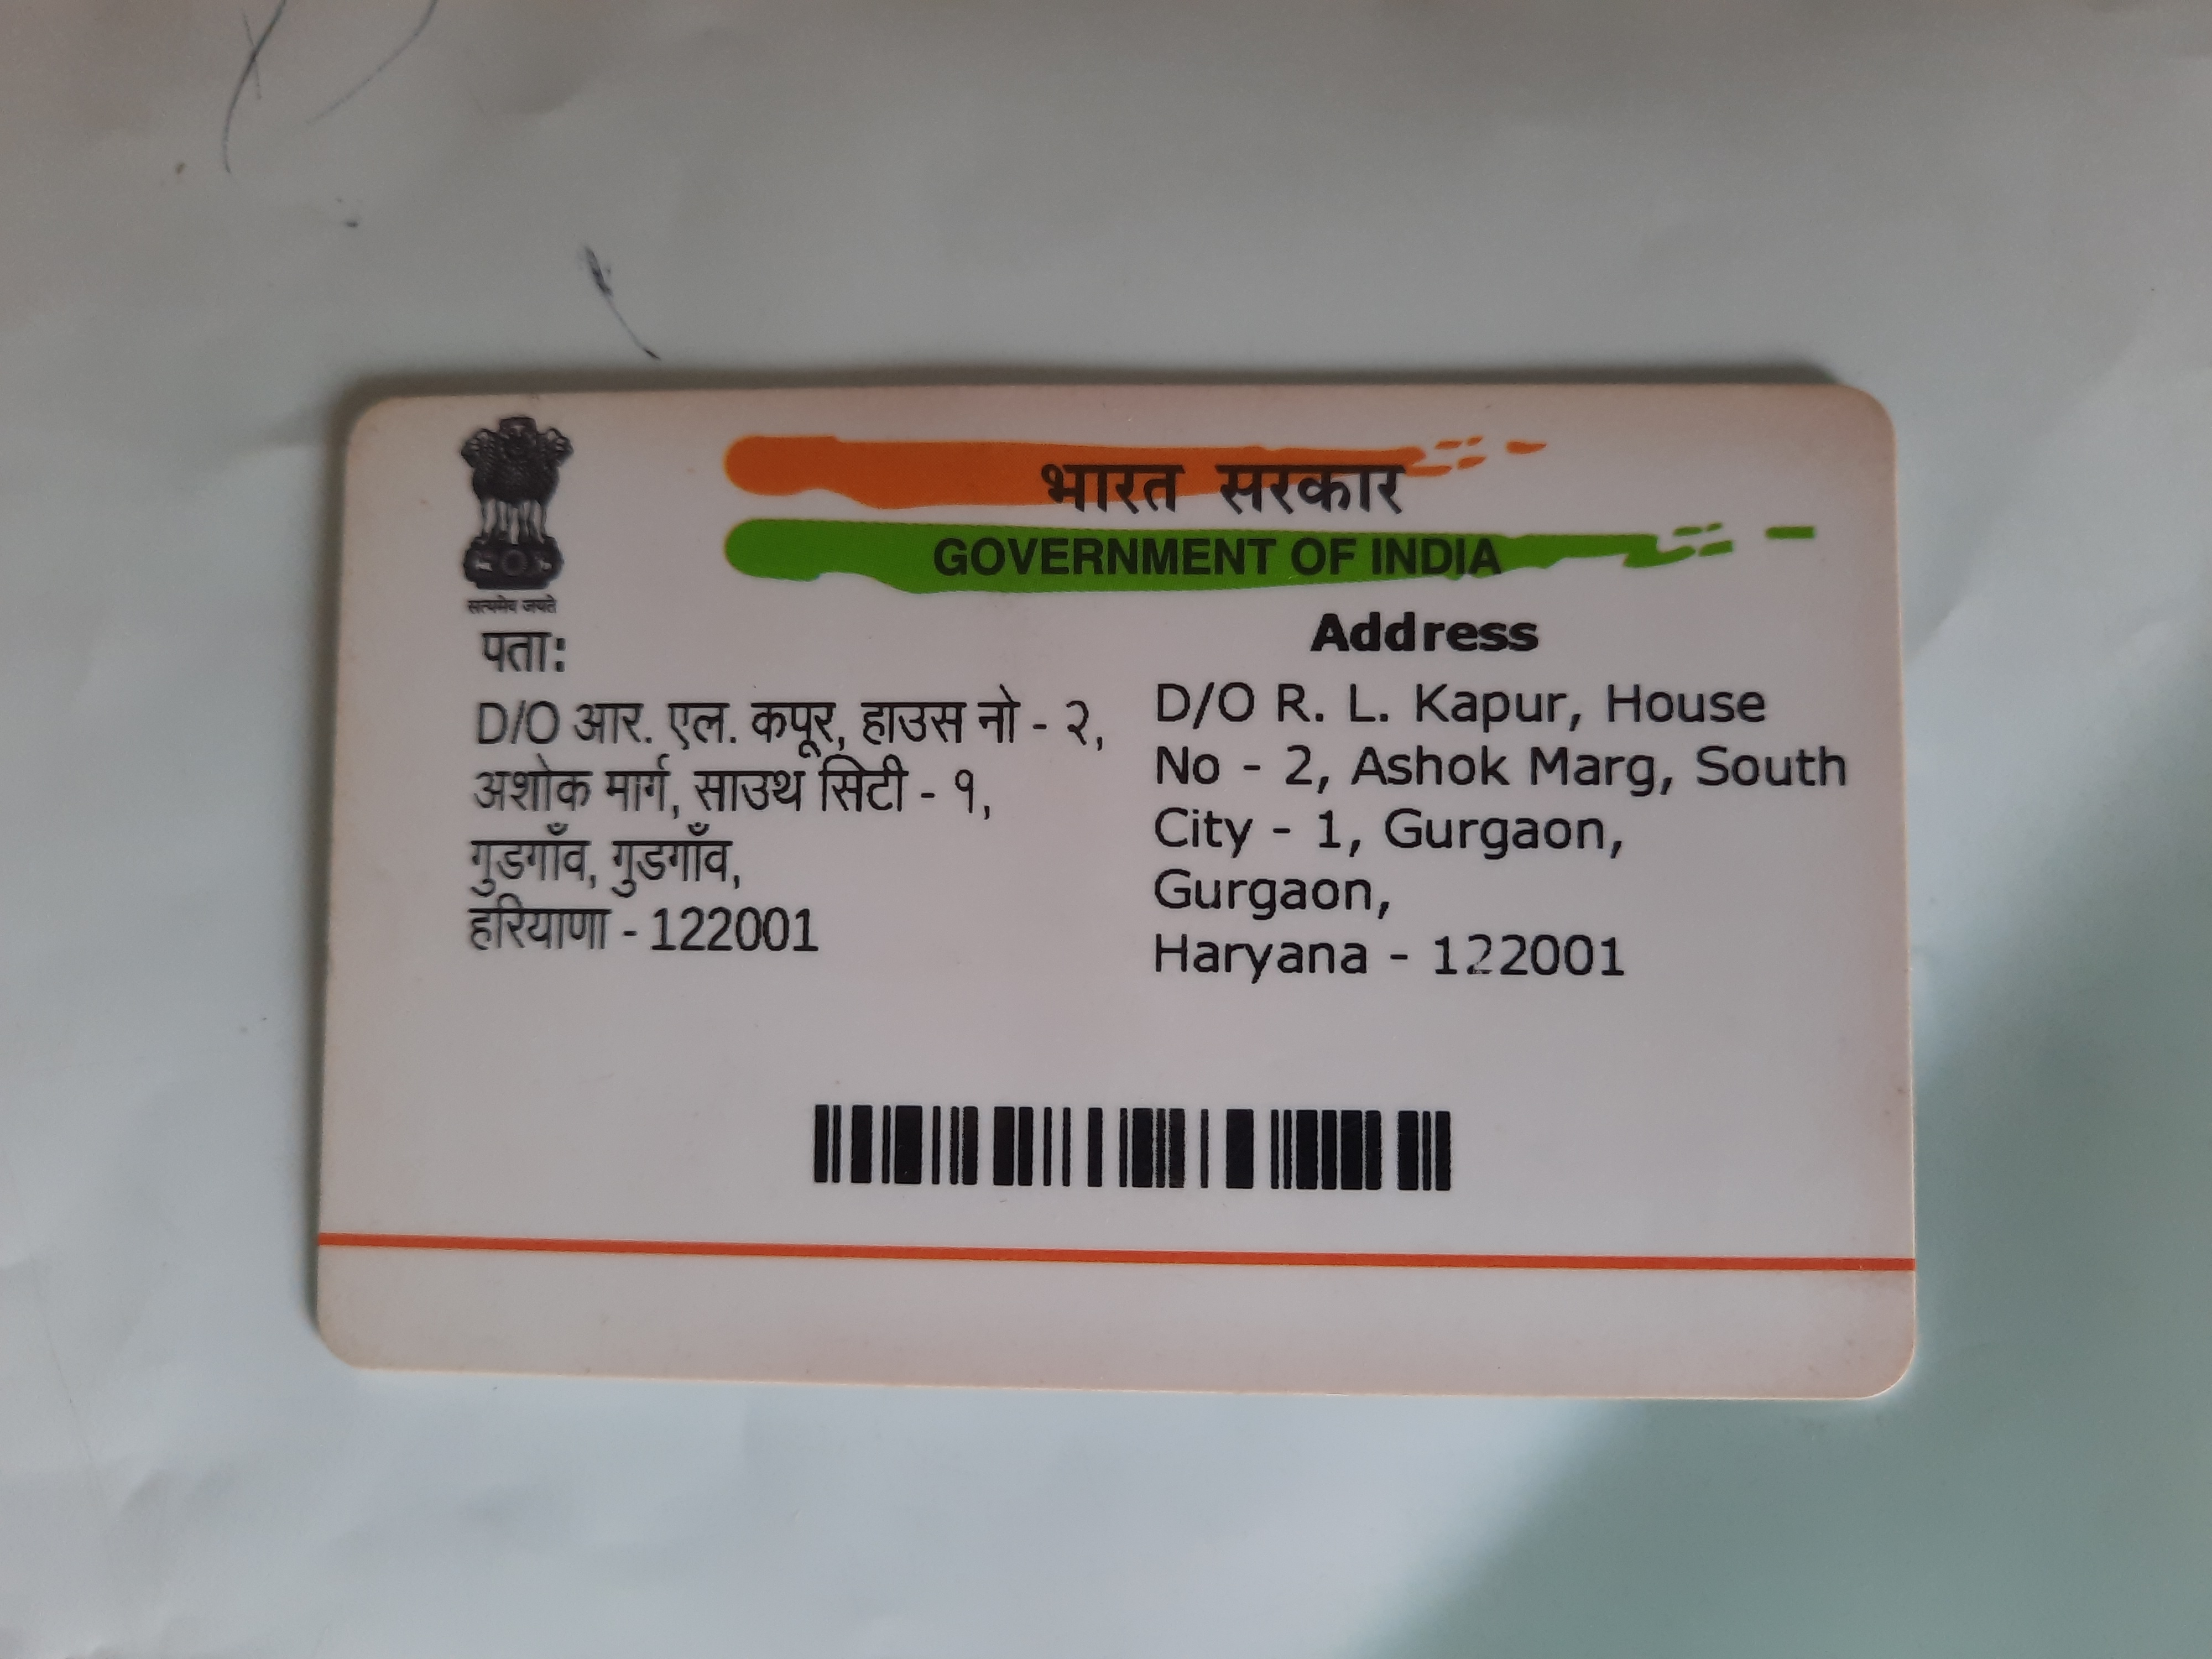 भारत सरकार
GOVERNMENT OF INDIA
सत्यमेव जयते
पता:
D/O आर. एल. कपूर, हाउस नो - २,
अशोक मार्ग, साउथ सिटी - १,
गुडगाँव, गुडगाँव,
हरियाणा - 122001
Address
D/O R. L. Kapur, House
No - 2, Ashok Marg, South
City - 1, Gurgaon,
Gurgaon,
Haryana - 122001